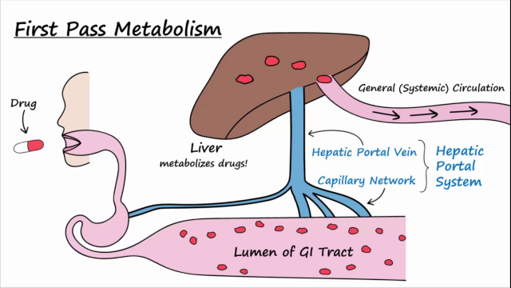 First Pass Metabolism
Drug
General (Systemic) Circulation
Liver
metabolizes drugs!
Hepatic Portal Vein
Capillary Network
Hepatic
Portal
System
Lumen of GI Tract